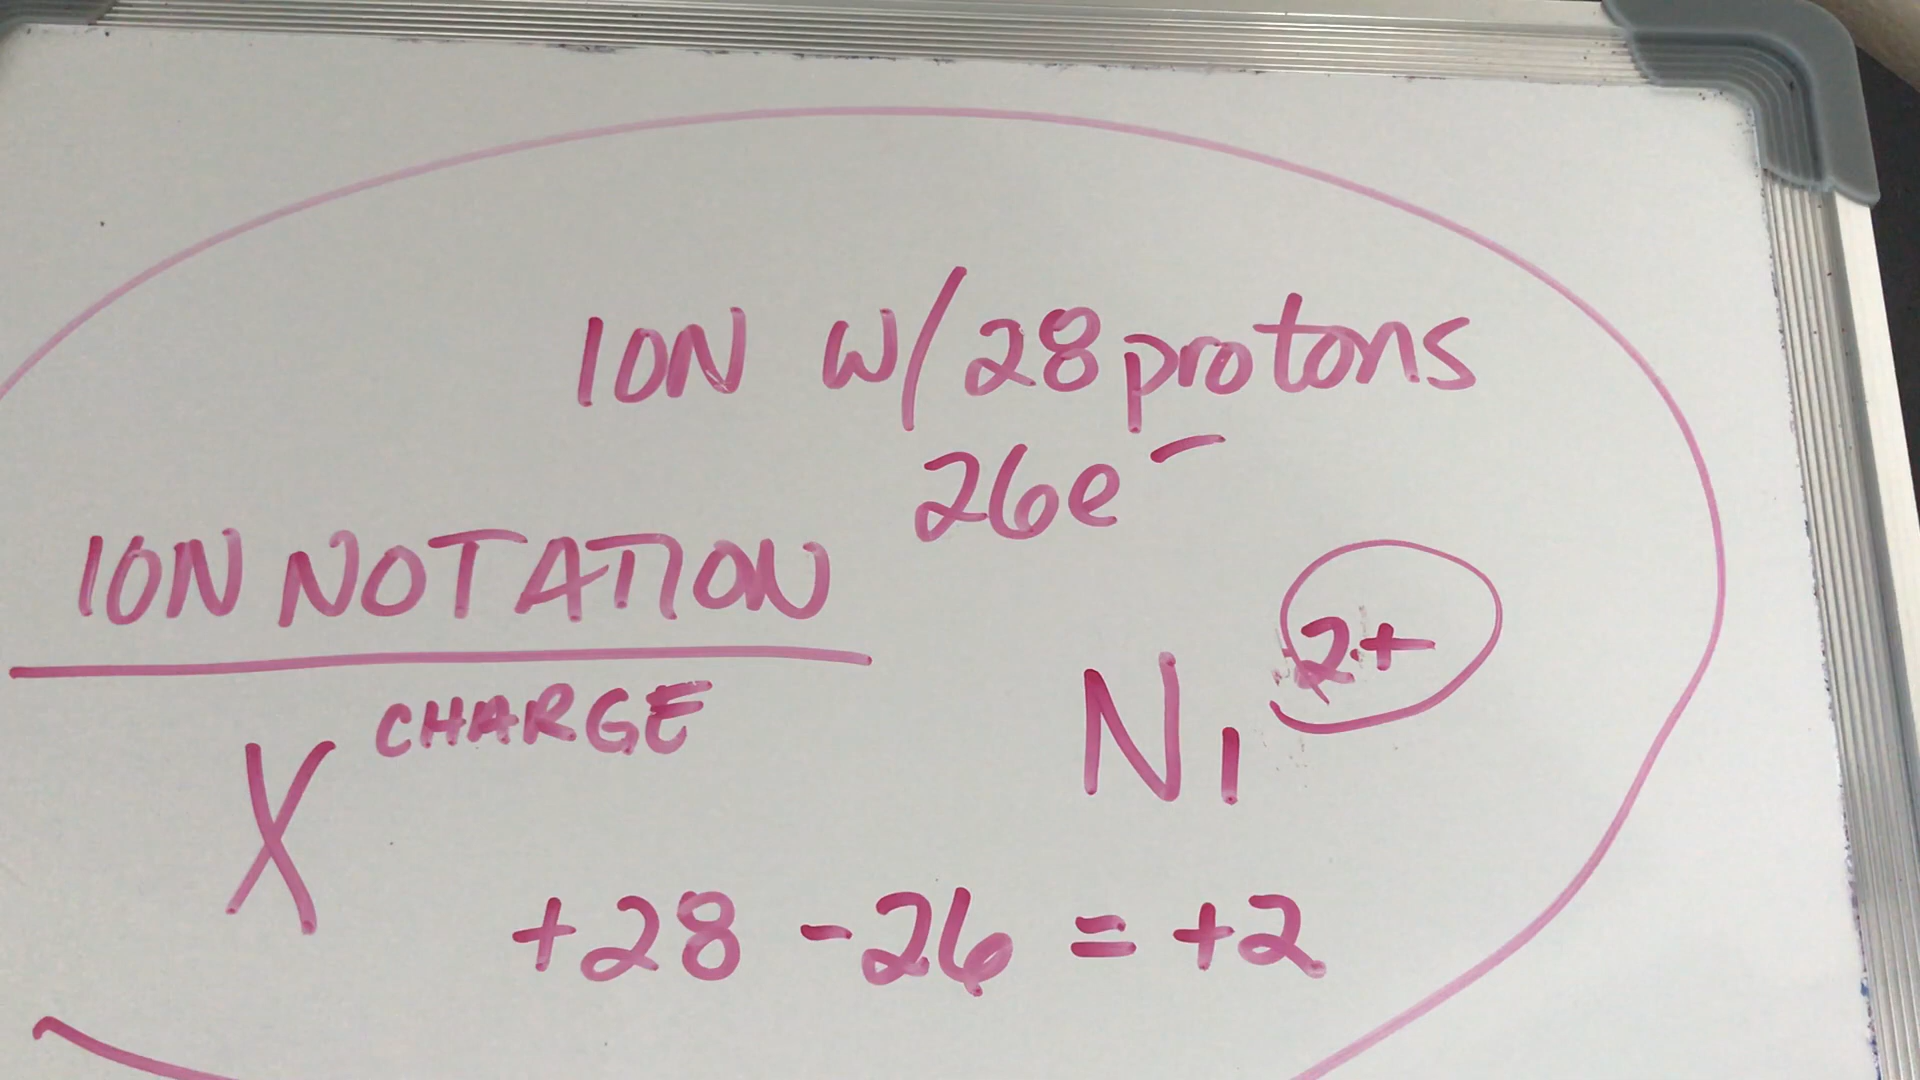 ION W/28 protons
26e⁻
ION NOTATION
X^CHARGE
Ni^2+
+28 -26 = +2